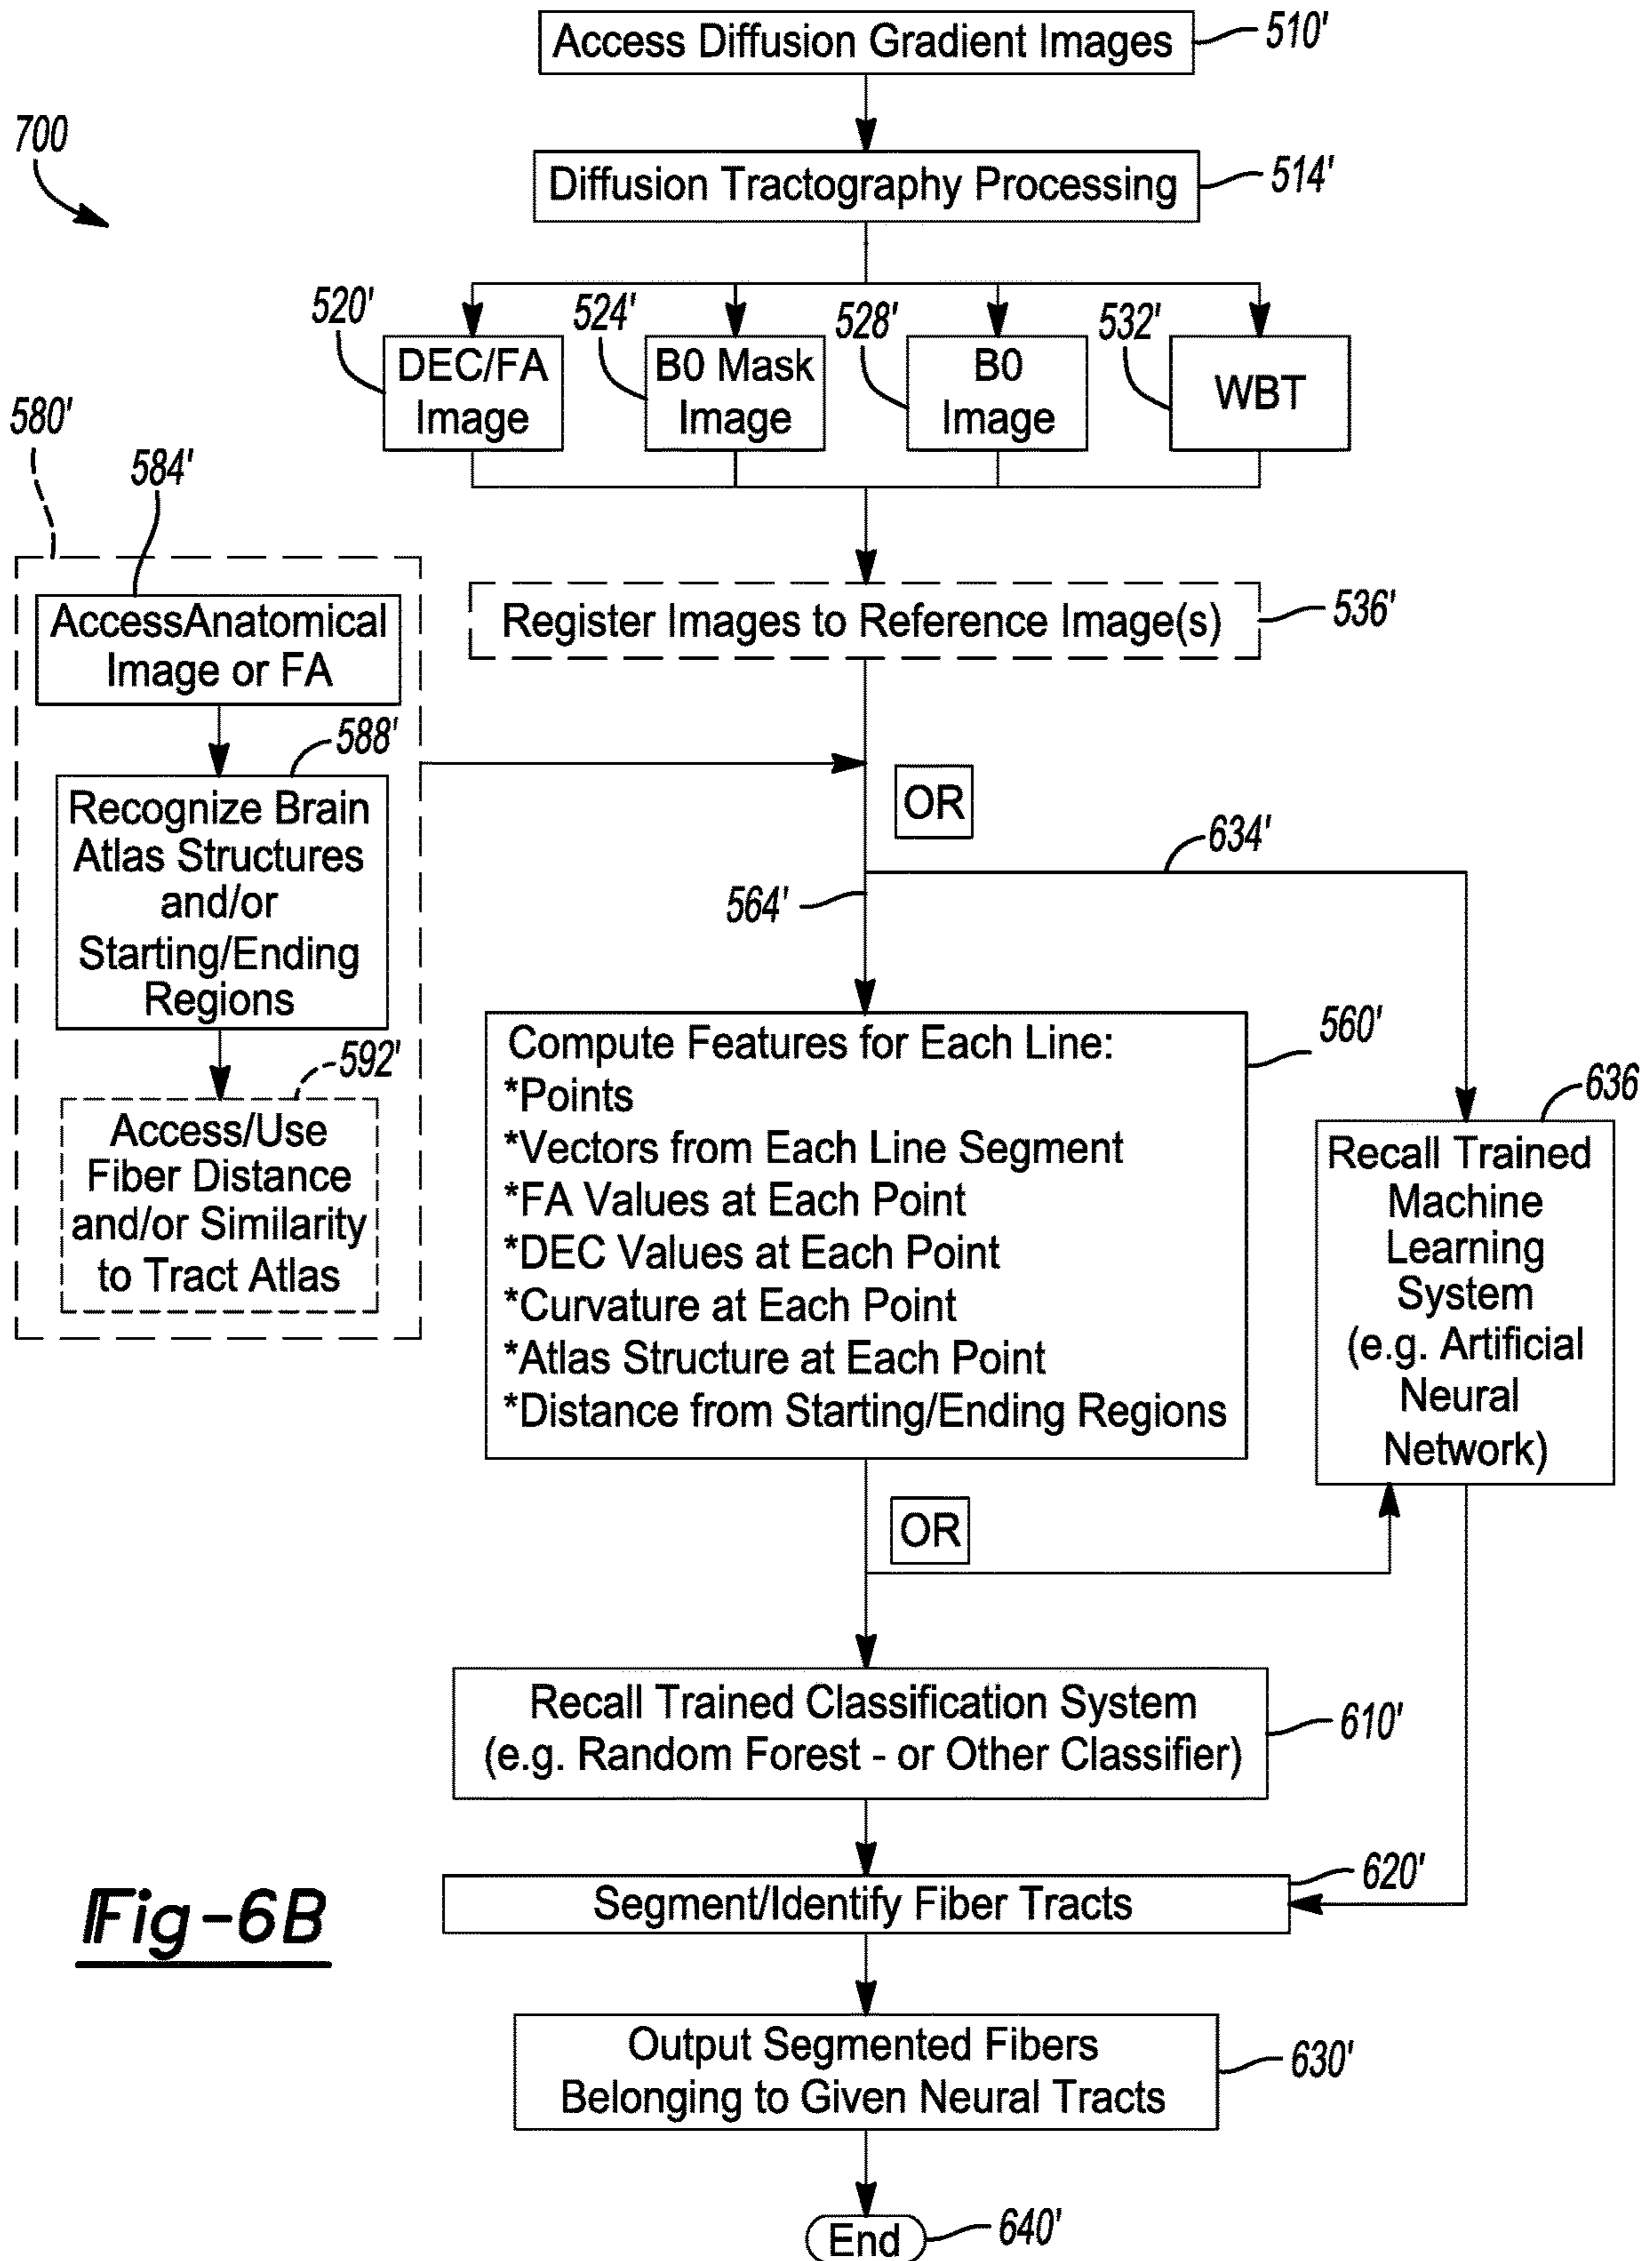 Access Diffusion Gradient Images
510'
700
Diffusion Tractography Processing
514'
520'
524'
528'
532'
DEC/FA
Image
B0 Mask
Image
B0
Image
WBT
580'
584'
AccessAnatomical
Image or FA
Register Images to Reference Image(s)
536'
588'
Recognize Brain
Atlas Structures
and/or
Starting/Ending
Regions
OR
634'
564'
592'
Access/Use
Fiber Distance
and/or Similarity
to Tract Atlas
Compute Features for Each Line:
*Points
*Vectors from Each Line Segment
*FA Values at Each Point
*DEC Values at Each Point
*Curvature at Each Point
*Atlas Structure at Each Point
*Distance from Starting/Ending Regions
560'
636
Recall Trained
Machine
Learning
System
(e.g. Artificial
Neural
Network)
OR
Recall Trained Classification System
(e.g. Random Forest - or Other Classifier)
610'
Segment/Identify Fiber Tracts
620'
Fig-6B
Output Segmented Fibers
Belonging to Given Neural Tracts
630'
End
640'